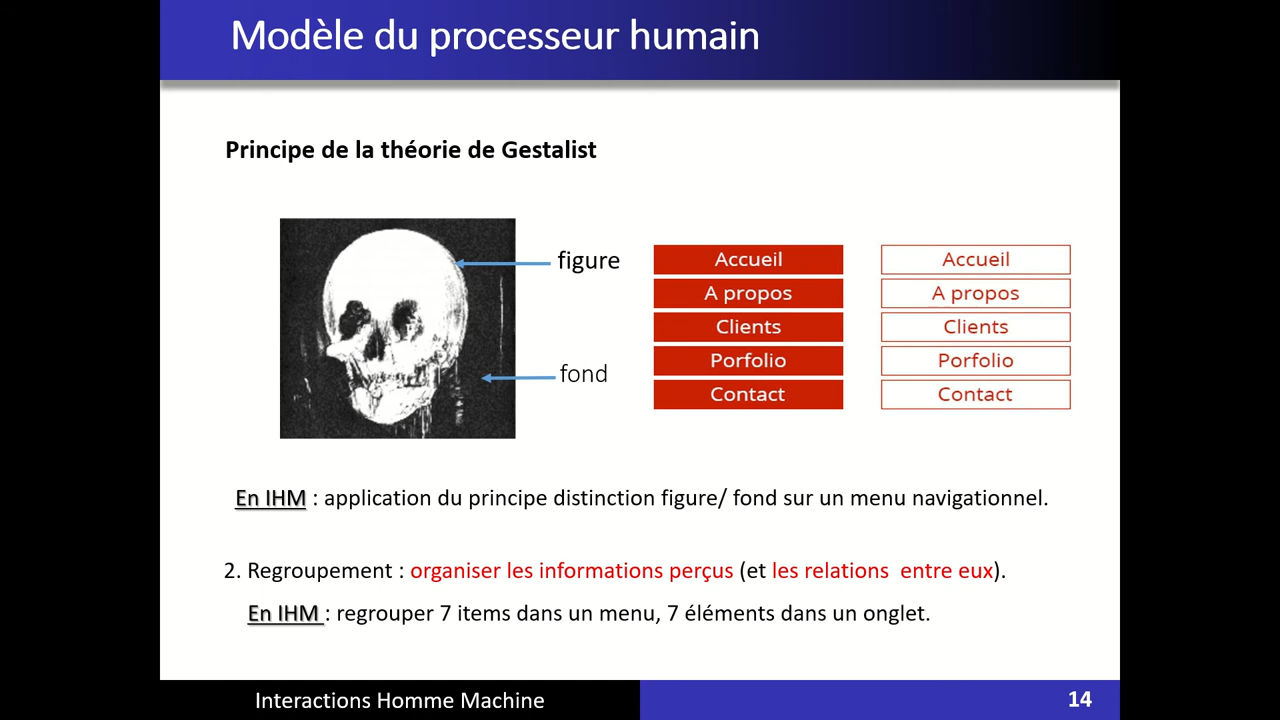 Modèle du processeur humain
Principe de la théorie de Gestalist
figure
fond
Accueil
A propos
Clients
Porfolio
Contact
Accueil
A propos
Clients
Porfolio
Contact
En IHM : application du principe distinction figure/ fond sur un menu navigationnel.
2. Regroupement : organiser les informations perçus (et les relations entre eux).
En IHM : regrouper 7 items dans un menu, 7 éléments dans un onglet.
Interactions Homme Machine
14